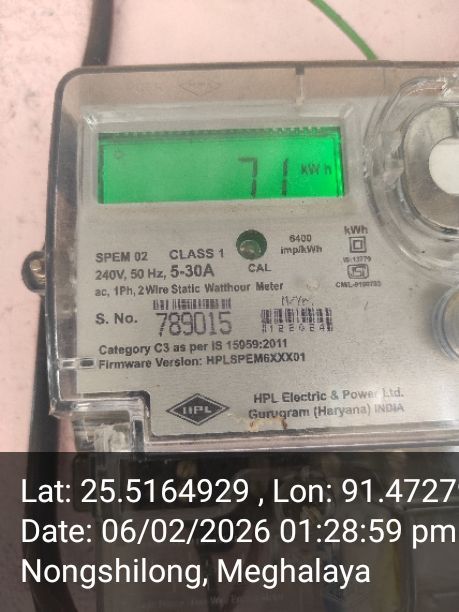 71 kWh
kWh
6400
imp/kWh
SPEM 02 CLASS 1
240V, 50 Hz, 5-30A
CAL
IS:13779
ac, 1Ph, 2Wire Static Watthour Meter
M/Yr.
S. No. 789015
Category C3 as per IS 15959:2011
Firmware Version: HPLSPEM6XXX01
HPL
HPL Electric & Power Ltd.
Gurugram (Haryana) INDIA
Lat: 25.5164929 , Lon: 91.4727
Date: 06/02/2026 01:28:59 pm
Nongshilong, Meghalaya